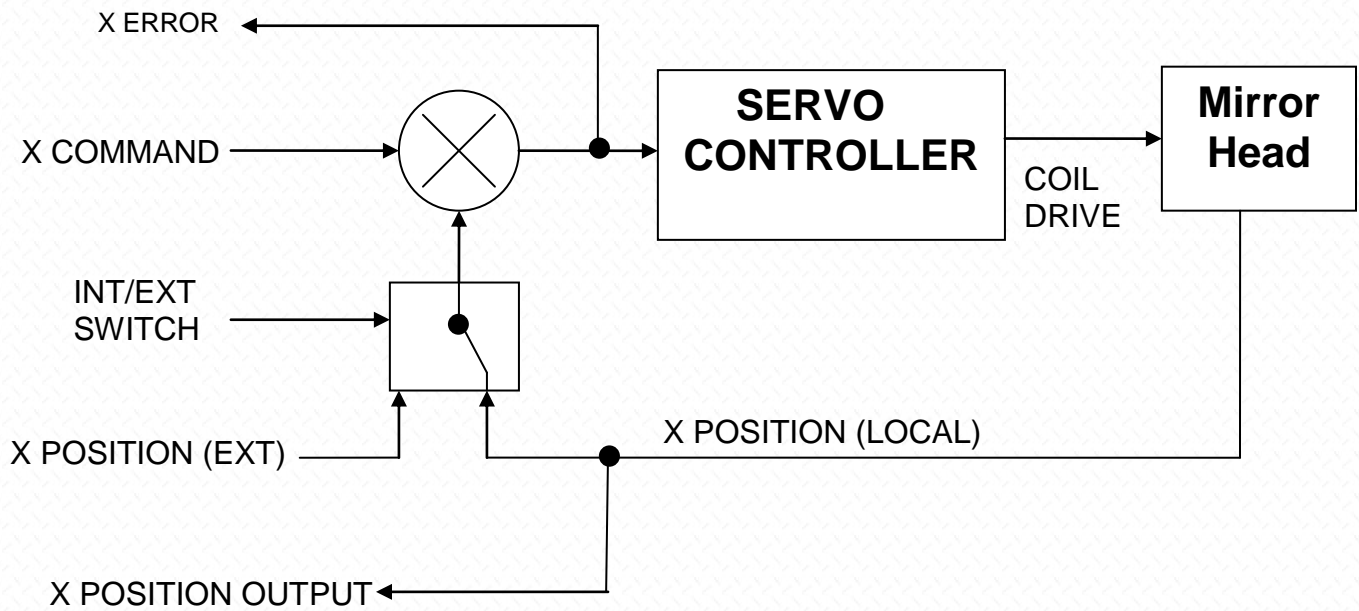 X ERROR
SERVO
CONTROLLER
Mirror
Head
X COMMAND
COIL
DRIVE
INT/EXT
SWITCH
X POSITION (LOCAL)
X POSITION (EXT)
X POSITION OUTPUT